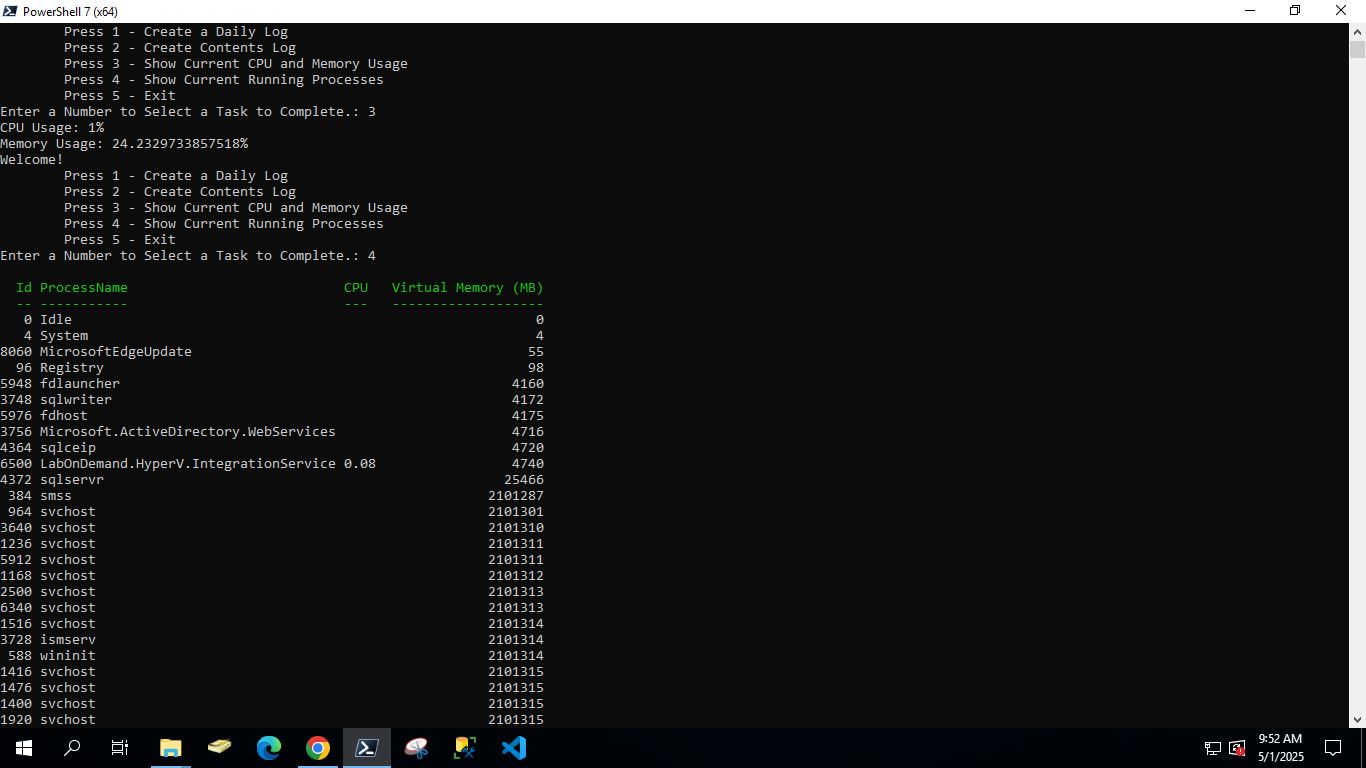 PowerShell 7 (x64)
Press 1 - Create a Daily Log
Press 2 - Create Contents Log
Press 3 - Show Current CPU and Memory Usage
Press 4 - Show Current Running Processes
Press 5 - Exit
Enter a Number to Select a Task to Complete.: 3
CPU Usage: 1%
Memory Usage: 24.2329733857518%
Welcome!
Press 1 - Create a Daily Log
Press 2 - Create Contents Log
Press 3 - Show Current CPU and Memory Usage
Press 4 - Show Current Running Processes
Press 5 - Exit
Enter a Number to Select a Task to Complete.: 4
Id ProcessName CPU Virtual Memory (MB)
-- ----------- --- -------------------
0 Idle 0
4 System 4
8060 MicrosoftEdgeUpdate 55
96 Registry 98
5948 fdlauncher 4160
3748 sqlwriter 4172
5976 fdhost 4175
3756 Microsoft.ActiveDirectory.WebServices 4716
4364 sqlceip 4720
6500 LabOnDemand.HyperV.IntegrationService 0.08 4740
4372 sqlservr 25466
384 smss 2101287
964 svchost 2101301
3640 svchost 2101310
1236 svchost 2101311
5912 svchost 2101311
1168 svchost 2101312
2500 svchost 2101313
6340 svchost 2101313
1516 svchost 2101314
3728 ismserv 2101314
588 wininit 2101314
1416 svchost 2101315
1476 svchost 2101315
1400 svchost 2101315
1920 svchost 2101315
9:52 AM
5/1/2025